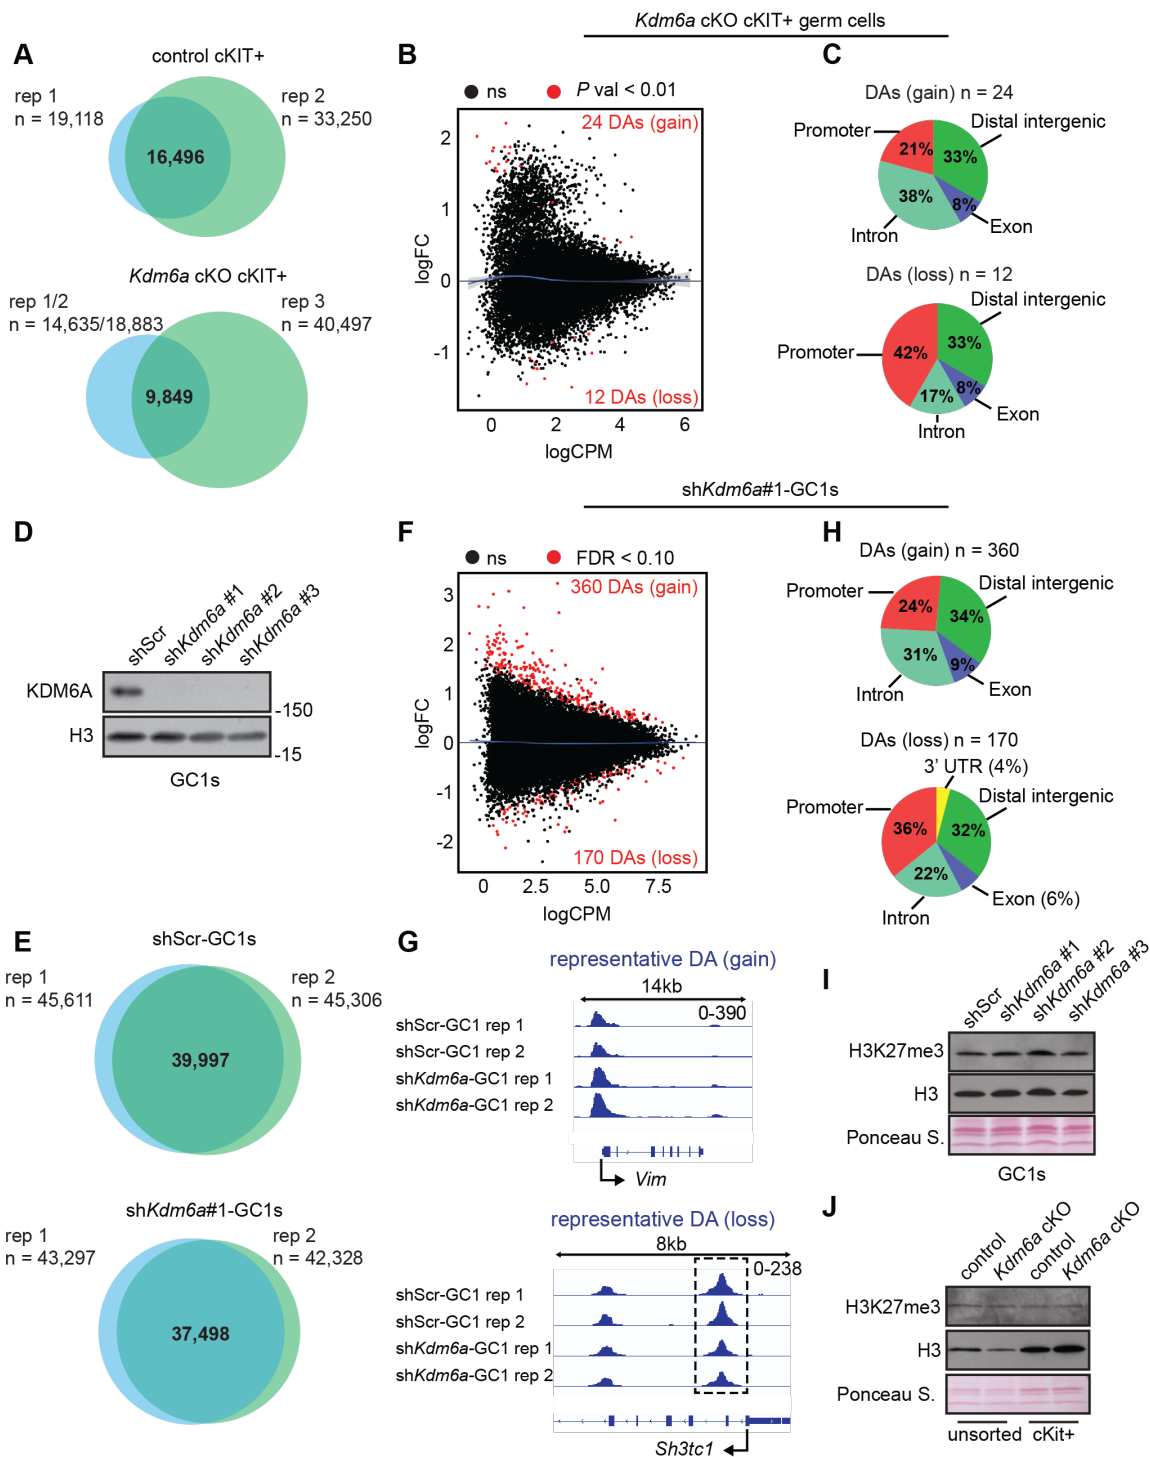 Kdm6a cKO cKIT+ germ cells
A
control cKIT+
rep 1
n = 19,118
rep 2
n = 33,250
16,496
Kdm6a cKO cKIT+
rep 1/2
n = 14,635/18,883
rep 3
n = 40,497
9,849
B
ns
P val < 0.01
24 DAs (gain)
12 DAs (loss)
logFC
2
1
0
-1
0 2 4 6
logCPM
C
DAs (gain) n = 24
Promoter
Distal intergenic
21%
33%
38%
8%
Intron
Exon
DAs (loss) n = 12
Distal intergenic
Promoter
42%
33%
17%
8%
Exon
Intron
shKdm6a#1-GC1s
D
shScr
shKdm6a #1
shKdm6a #2
shKdm6a #3
KDM6A
-150
H3
-15
GC1s
E
shScr-GC1s
rep 1
n = 45,611
rep 2
n = 45,306
39,997
shKdm6a#1-GC1s
rep 1
n = 43,297
rep 2
n = 42,328
37,498
F
ns
FDR < 0.10
360 DAs (gain)
170 DAs (loss)
logFC
3
2
1
0
-1
-2
0 2.5 5.0 7.5
logCPM
G
representative DA (gain)
14kb
0-390
shScr-GC1 rep 1
shScr-GC1 rep 2
shKdm6a-GC1 rep 1
shKdm6a-GC1 rep 2
Vim
representative DA (loss)
8kb
0-238
shScr-GC1 rep 1
shScr-GC1 rep 2
shKdm6a-GC1 rep 1
shKdm6a-GC1 rep 2
Sh3tc1
H
DAs (gain) n = 360
Promoter
Distal intergenic
24%
34%
31%
9%
Intron
Exon
DAs (loss) n = 170
3' UTR (4%)
Distal intergenic
Promoter
36%
32%
22%
Exon (6%)
Intron
I
shScr
shKdm6a #1
shKdm6a #2
shKdm6a #3
H3K27me3
H3
Ponceau S.
GC1s
J
control
Kdm6a cKO
control
Kdm6a cKO
H3K27me3
H3
Ponceau S.
unsorted cKit+